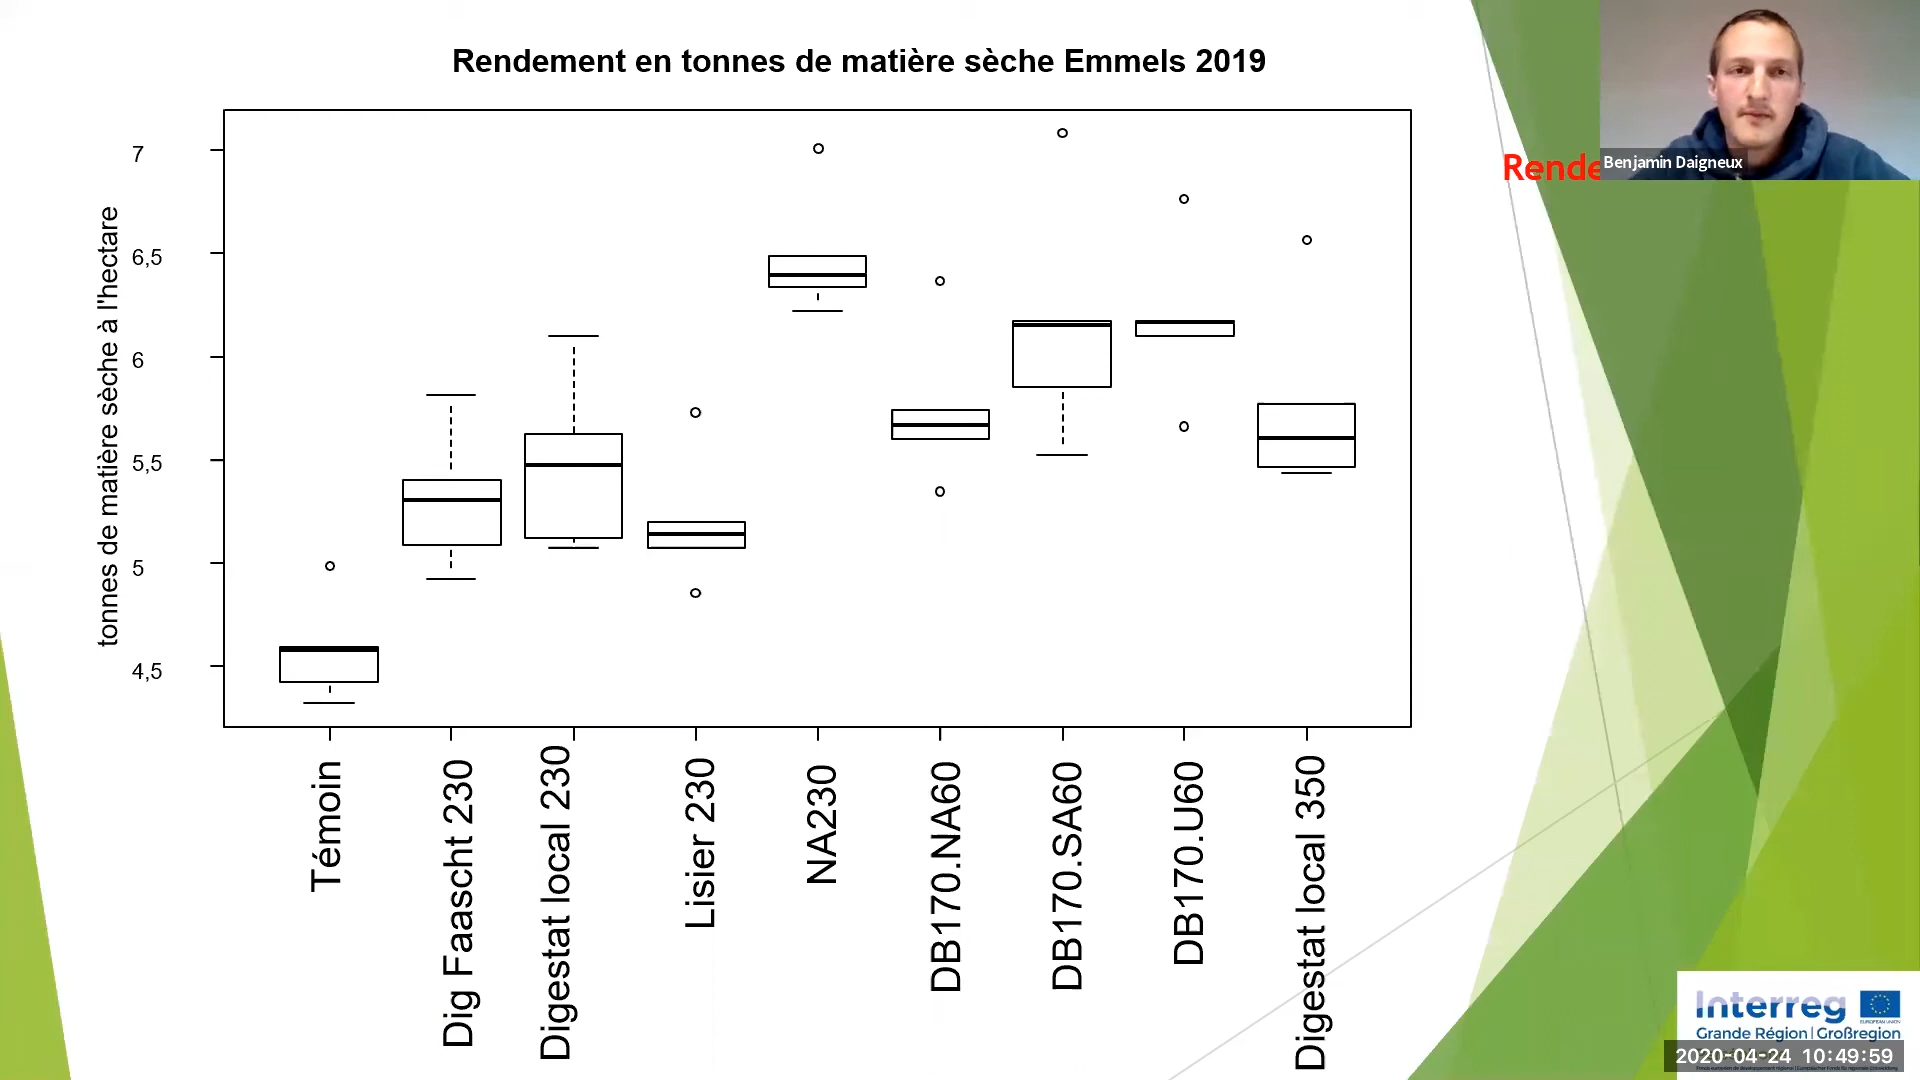 Rendement en tonnes de matière sèche Emmels 2019
Rende
Benjamin Daigneux
tonnes de matière sèche à l'hectare
7
6,5
6
5,5
5
4,5
Témoin
Dig Faascht 230
Digestat local 230
Lisier 230
NA230
DB170.NA60
DB170.SA60
DB170.U60
Digestat local 350
Interreg
EUROPEAN UNION
Grande Région | Großregion
2020-04-24 10:49:59